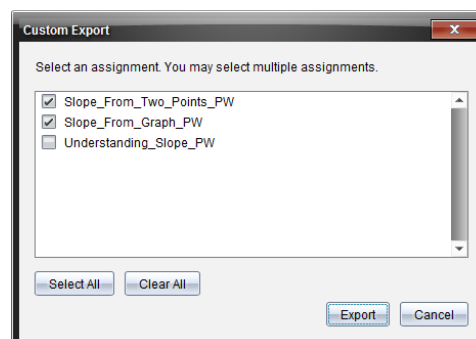 Custom Export
Select an assignment. You may select multiple assignments.
Slope_From_Two_Points_PW
Slope_From_Graph_PW
Understanding_Slope_PW
Select All Clear All
Export Cancel